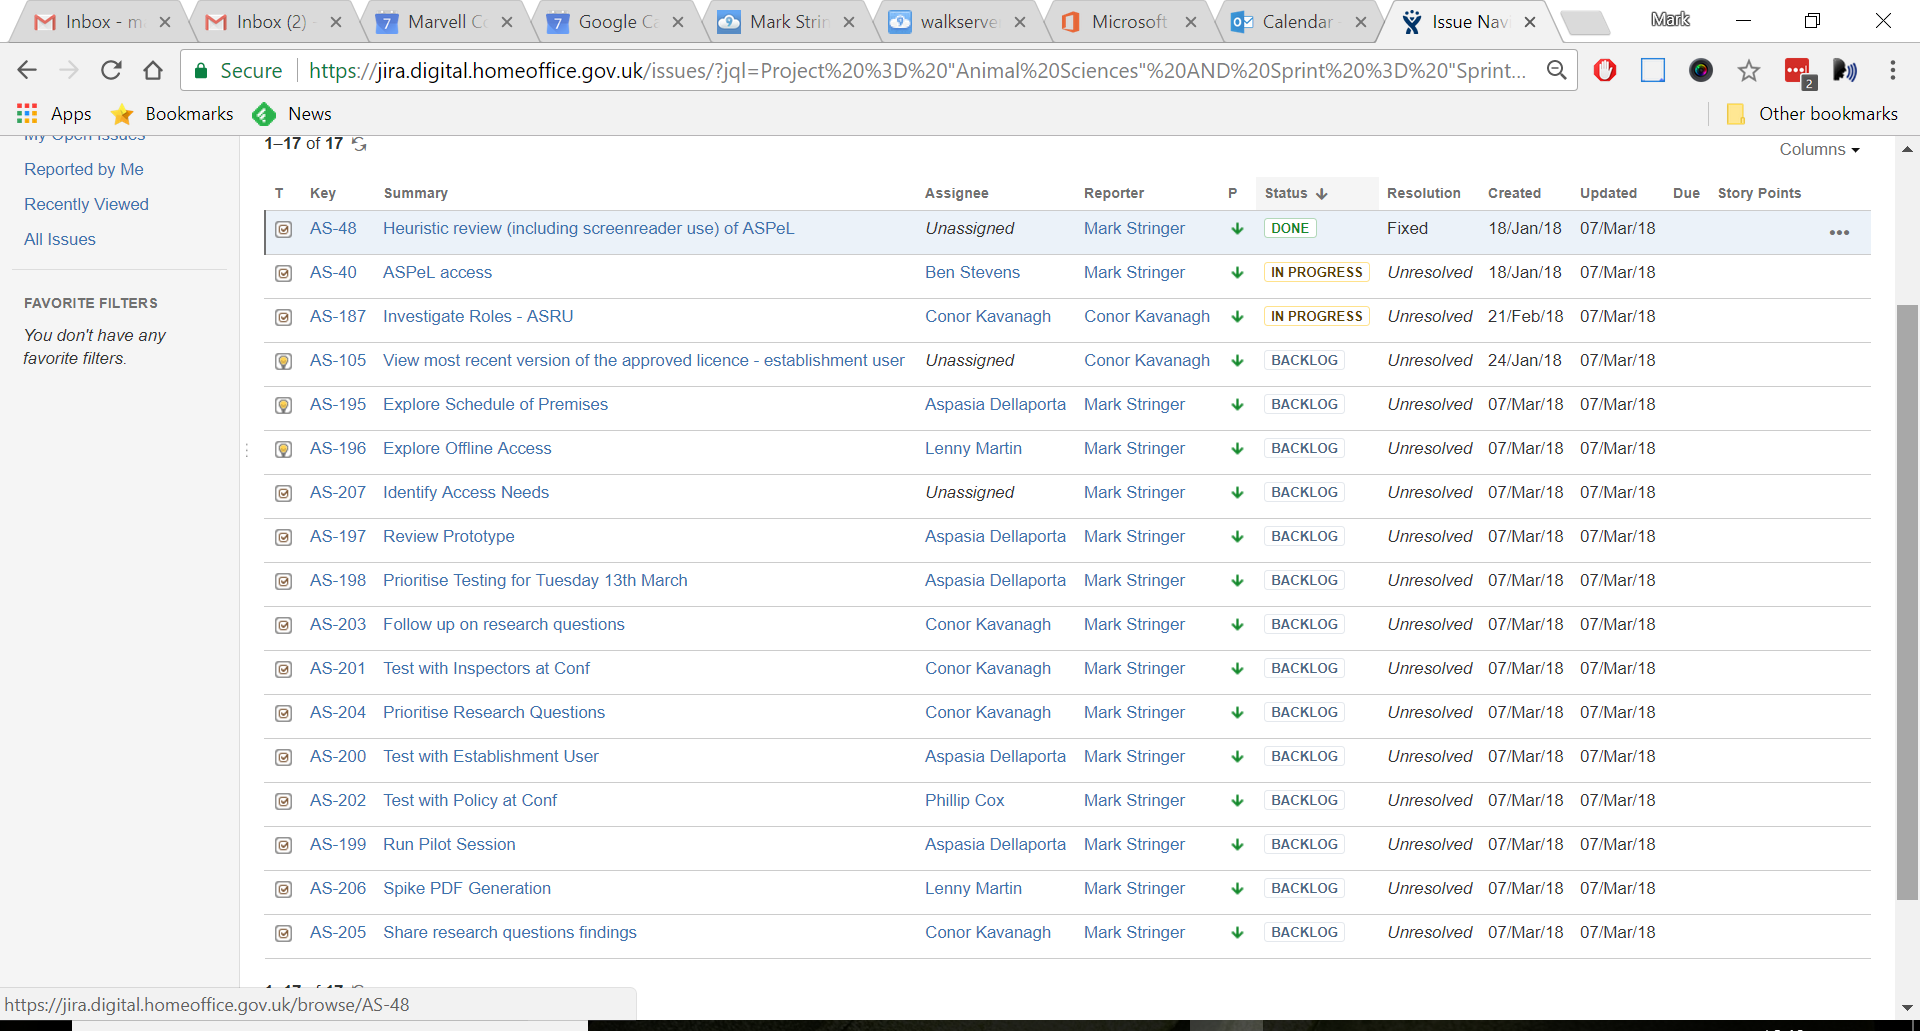 Inbox - m
Inbox (2)
Marvell C
Google Ca
Mark Strin
walkserve
Microsoft
Calendar
Issue Nav
Mark
Secure
https://jira.digital.homeoffice.gov.uk/issues/?jql=Project%20%3D%20"Animal%20Sciences"%20AND%20Sprint%20%3D%20"Sprint...
2
Apps Bookmarks News Other bookmarks
My Open Issues
Reported by Me
Recently Viewed
All Issues
FAVORITE FILTERS
You don't have any
favorite filters.
1–17 of 17
Columns
T Key Summary Assignee Reporter P Status Resolution Created Updated Due Story Points
AS-48 Heuristic review (including screenreader use) of ASPeL Unassigned Mark Stringer DONE Fixed 18/Jan/18 07/Mar/18
AS-40 ASPeL access Ben Stevens Mark Stringer IN PROGRESS Unresolved 18/Jan/18 07/Mar/18
AS-187 Investigate Roles - ASRU Conor Kavanagh Conor Kavanagh IN PROGRESS Unresolved 21/Feb/18 07/Mar/18
AS-105 View most recent version of the approved licence - establishment user Unassigned Conor Kavanagh BACKLOG Unresolved 24/Jan/18 07/Mar/18
AS-195 Explore Schedule of Premises Aspasia Dellaporta Mark Stringer BACKLOG Unresolved 07/Mar/18 07/Mar/18
AS-196 Explore Offline Access Lenny Martin Mark Stringer BACKLOG Unresolved 07/Mar/18 07/Mar/18
AS-207 Identify Access Needs Unassigned Mark Stringer BACKLOG Unresolved 07/Mar/18 07/Mar/18
AS-197 Review Prototype Aspasia Dellaporta Mark Stringer BACKLOG Unresolved 07/Mar/18 07/Mar/18
AS-198 Prioritise Testing for Tuesday 13th March Aspasia Dellaporta Mark Stringer BACKLOG Unresolved 07/Mar/18 07/Mar/18
AS-203 Follow up on research questions Conor Kavanagh Mark Stringer BACKLOG Unresolved 07/Mar/18 07/Mar/18
AS-201 Test with Inspectors at Conf Conor Kavanagh Mark Stringer BACKLOG Unresolved 07/Mar/18 07/Mar/18
AS-204 Prioritise Research Questions Conor Kavanagh Mark Stringer BACKLOG Unresolved 07/Mar/18 07/Mar/18
AS-200 Test with Establishment User Aspasia Dellaporta Mark Stringer BACKLOG Unresolved 07/Mar/18 07/Mar/18
AS-202 Test with Policy at Conf Phillip Cox Mark Stringer BACKLOG Unresolved 07/Mar/18 07/Mar/18
AS-199 Run Pilot Session Aspasia Dellaporta Mark Stringer BACKLOG Unresolved 07/Mar/18 07/Mar/18
AS-206 Spike PDF Generation Lenny Martin Mark Stringer BACKLOG Unresolved 07/Mar/18 07/Mar/18
AS-205 Share research questions findings Conor Kavanagh Mark Stringer BACKLOG Unresolved 07/Mar/18 07/Mar/18
1–17 of 17
https://jira.digital.homeoffice.gov.uk/browse/AS-48